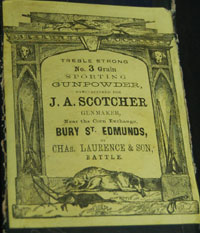 TREBLE STRONG
No. 3 Grain
SPORTING
GUNPOWDER,
FOR
J. A. SCOTCHER
GUNMAKER,
Near the Corn Exchange,
BURY ST. EDMUNDS,
CHAS. LAURENCE & SON,
BATTLE.